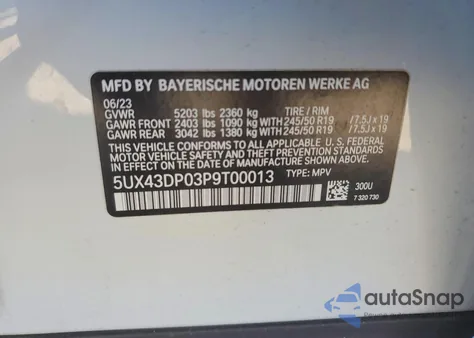 MFD BY BAYERISCHE MOTOREN WERKE AG
06/23
GVWR 5203 lbs 2360 kg TIRE / RIM
GAWR FRONT 2403 lbs 1090 kg WITH 245/50 R19 /7.5J x 19
GAWR REAR 3042 lbs 1380 kg WITH 245/50 R19 /7.5J x 19
THIS VEHICLE CONFORMS TO ALL APPLICABLE U. S. FEDERAL
MOTOR VEHICLE SAFETY AND THEFT PREVENTION STANDARDS
IN EFFECT ON THE DATE OF MANUFACTURE SHOWN ABOVE.
5UX43DP03P9T00013 TYPE: MPV
300U
7 320 730
autaSnap